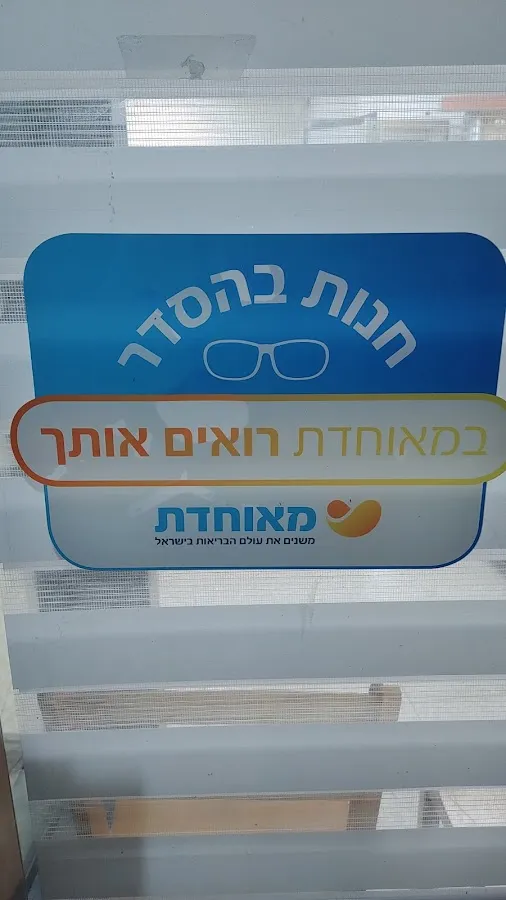 חנות בהסדר
במאוחדת רואים אותך
מאוחדת
משנים את עולם הבריאות בישראל